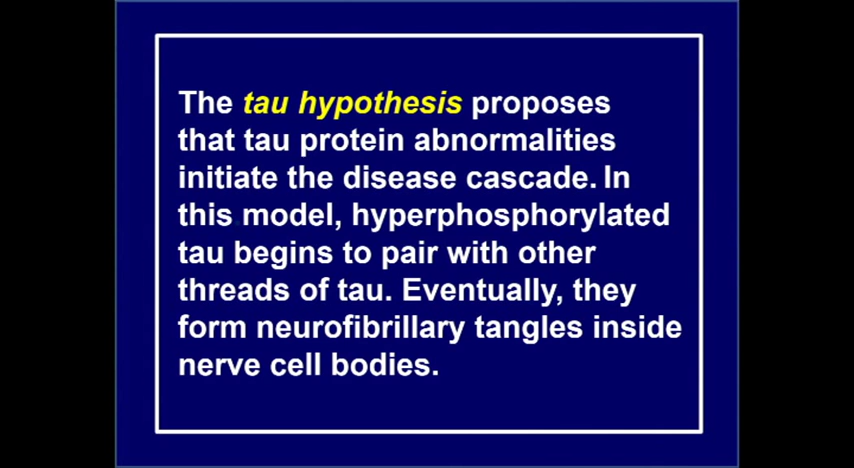 The tau hypothesis proposes
that tau protein abnormalities
initiate the disease cascade. In
this model, hyperphosphorylated
tau begins to pair with other
threads of tau. Eventually, they
form neurofibrillary tangles inside
nerve cell bodies.